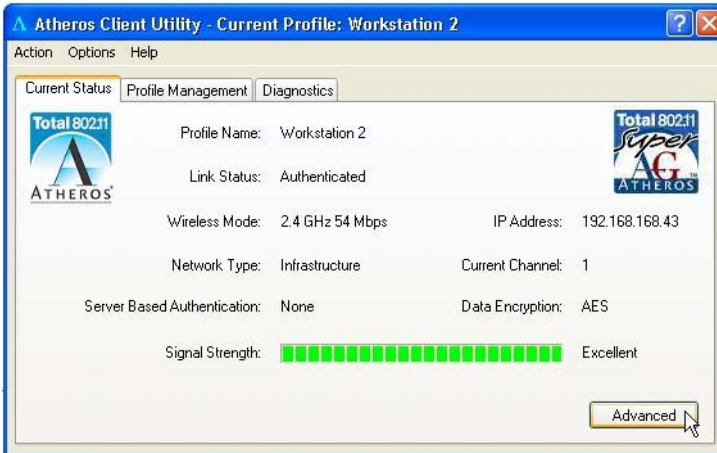 Atheros Client Utility - Current Profile: Workstation 2
Action Options Help
Current Status Profile Management Diagnostics
Total 802.11
ATHEROS
Total 802.11
Super
AG
ATHEROS
Profile Name: Workstation 2
Link Status: Authenticated
Wireless Mode: 2.4 GHz 54 Mbps IP Address: 192.168.168.43
Network Type: Infrastructure Current Channel: 1
Server Based Authentication: None Data Encryption: AES
Signal Strength: Excellent
Advanced